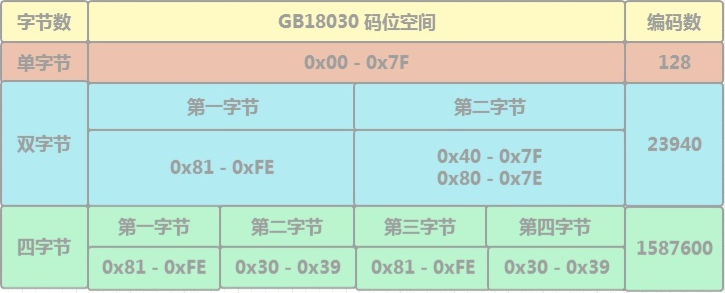 字节数 GB18030 码位空间 编码数
单字节 0x00 - 0x7F 128
双字节 第一字节 第二字节 23940
0x81 - 0xFE 0x40 - 0x7F
0x80 - 0x7E
四字节 第一字节 第二字节 第三字节 第四字节 1587600
0x81 - 0xFE 0x30 - 0x39 0x81 - 0xFE 0x30 - 0x39